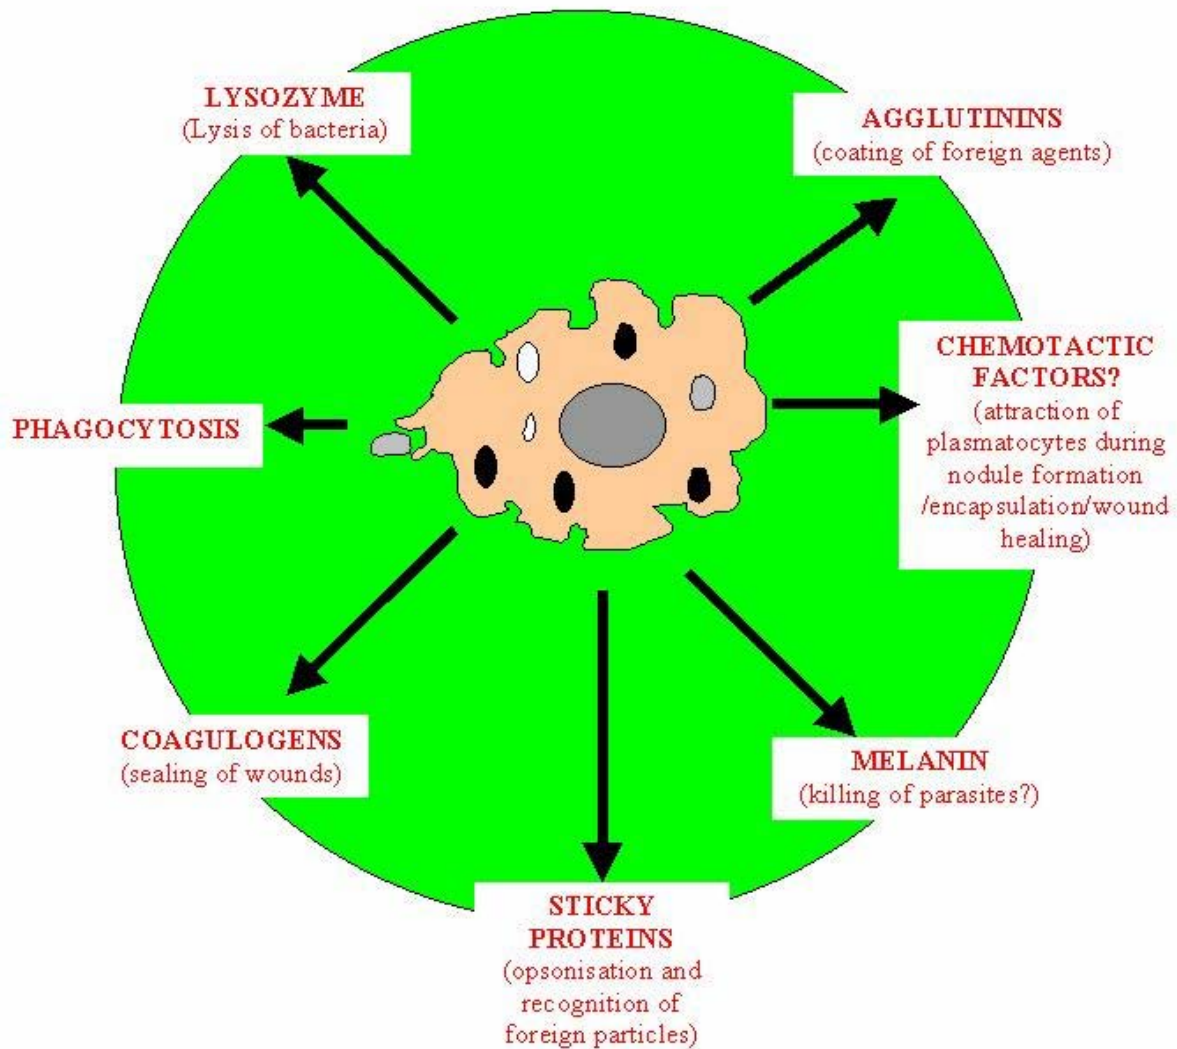 LYSOZYME
(Lysis of bacteria)
AGGLUTININS
(coating of foreign agents)
CHEMOTACTIC
FACTORS?
(attraction of
plasmatocytes during
nodule formation
/encapsulation/wound
healing)
PHAGOCYTOSIS
COAGULOGENS
(sealing of wounds)
MELANIN
(killing of parasites?)
STICKY
PROTEINS
(opsonisation and
recognition of
foreign particles)